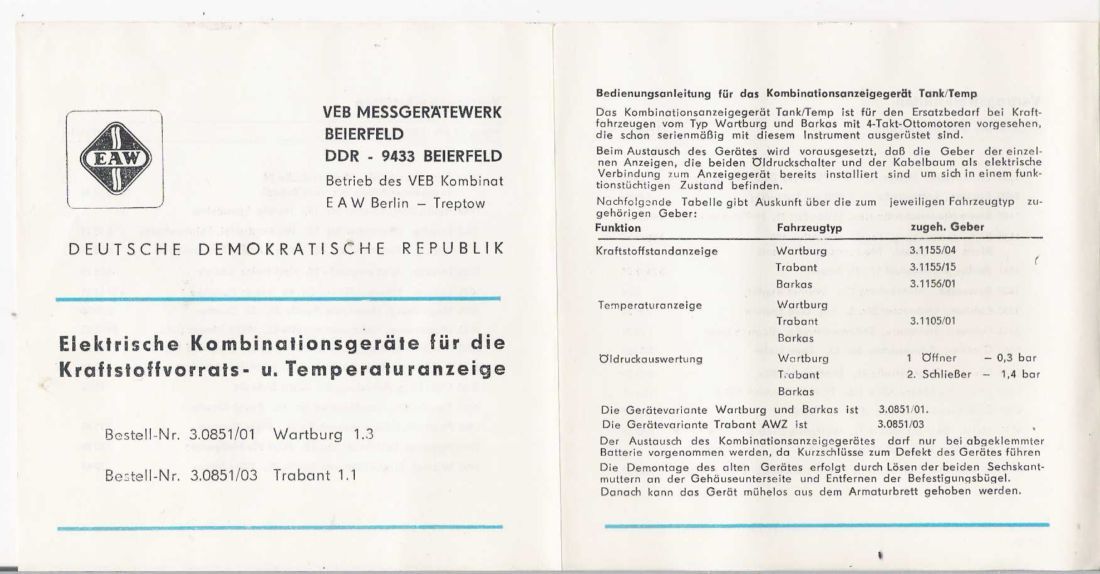 EAW
VEB MESSGERÄTEWERK
BEIERFELD
DDR - 9433 BEIERFELD
Betrieb des VEB Kombinat
EAW Berlin – Treptow
DEUTSCHE DEMOKRATISCHE REPUBLIK
Elektrische Kombinationsgeräte für die
Kraftstoffvorrats- u. Temperaturanzeige
Bestell-Nr. 3.0851/01 Wartburg 1.3
Bestell-Nr. 3.0851/03 Trabant 1.1
Bedienungsanleitung für das Kombinationsanzeigegerät Tank/Temp
Das Kombinationsanzeigegerät Tank/Temp ist für den Ersatzbedarf bei Kraft-
fahrzeugen vom Typ Wartburg und Barkas mit 4-Takt-Ottomotoren vorgesehen,
die schon serienmäßig mit diesem Instrument ausgerüstet sind.
Beim Austausch des Gerätes wird vorausgesetzt, daß die Geber der einzel-
nen Anzeigen, die beiden Öldruckschalter und der Kabelbaum als elektrische
Verbindung zum Anzeigegerät bereits installiert sind um sich in einem funk-
tionstüchtigen Zustand befinden.
Nachfolgende Tabelle gibt Auskunft über die zum jeweiligen Fahrzeugtyp zu-
gehörigen Geber:
Funktion Fahrzeugtyp zugeh. Geber
Kraftstoffstandanzeige Wartburg 3.1155/04
Trabant 3.1155/15
Barkas 3.1156/01
Temperaturanzeige Wartburg
Trabant 3.1105/01
Barkas
Öldruckauswertung Wartburg 1 Öffner – 0,3 bar
Trabant 2. Schließer – 1,4 bar
Barkas
Die Gerätevariante Wartburg und Barkas ist 3.0851/01.
Die Gerätevariante Trabant AWZ ist 3.0851/03
Der Austausch des Kombinationsanzeigegerätes darf nur bei abgeklemmter
Batterie vorgenommen werden, da Kurzschlüsse zum Defekt des Gerätes führen
Die Demontage des alten Gerätes erfolgt durch Lösen der beiden Sechskant-
muttern an der Gehäuseunterseite und Entfernen der Befestigungsbügel.
Danach kann das Gerät mühelos aus dem Armaturbrett gehoben werden.